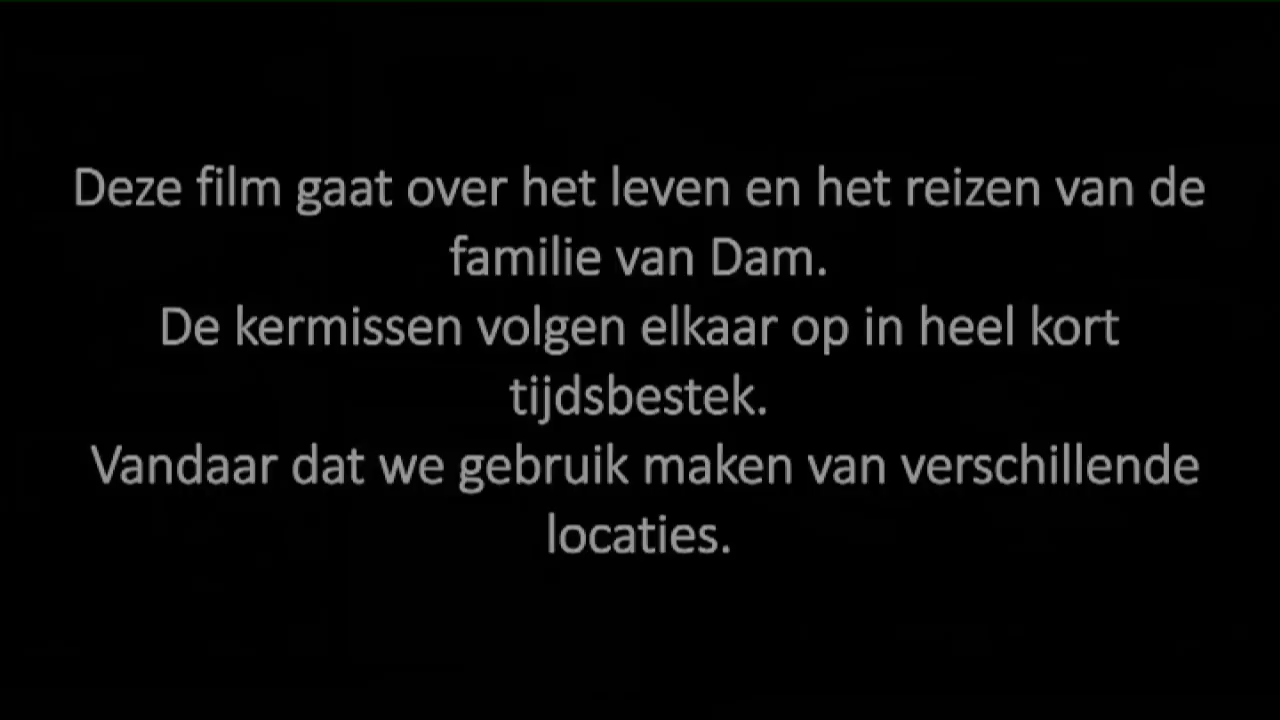 Deze film gaat over het leven en het reizen van de
familie van Dam.
De kermissen volgen elkaar op in heel kort
tijdsbestek.
Vandaar dat we gebruik maken van verschillende
locaties.